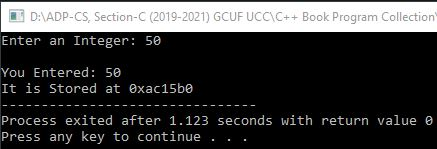 D:\ADP-CS, Section-C (2019-2021) GCUF UCC\C++ Book Program Collection\
Enter an Integer: 50
You Entered: 50
It is Stored at 0xac15b0
--------------------------------
Process exited after 1.123 seconds with return value 0
Press any key to continue . . .